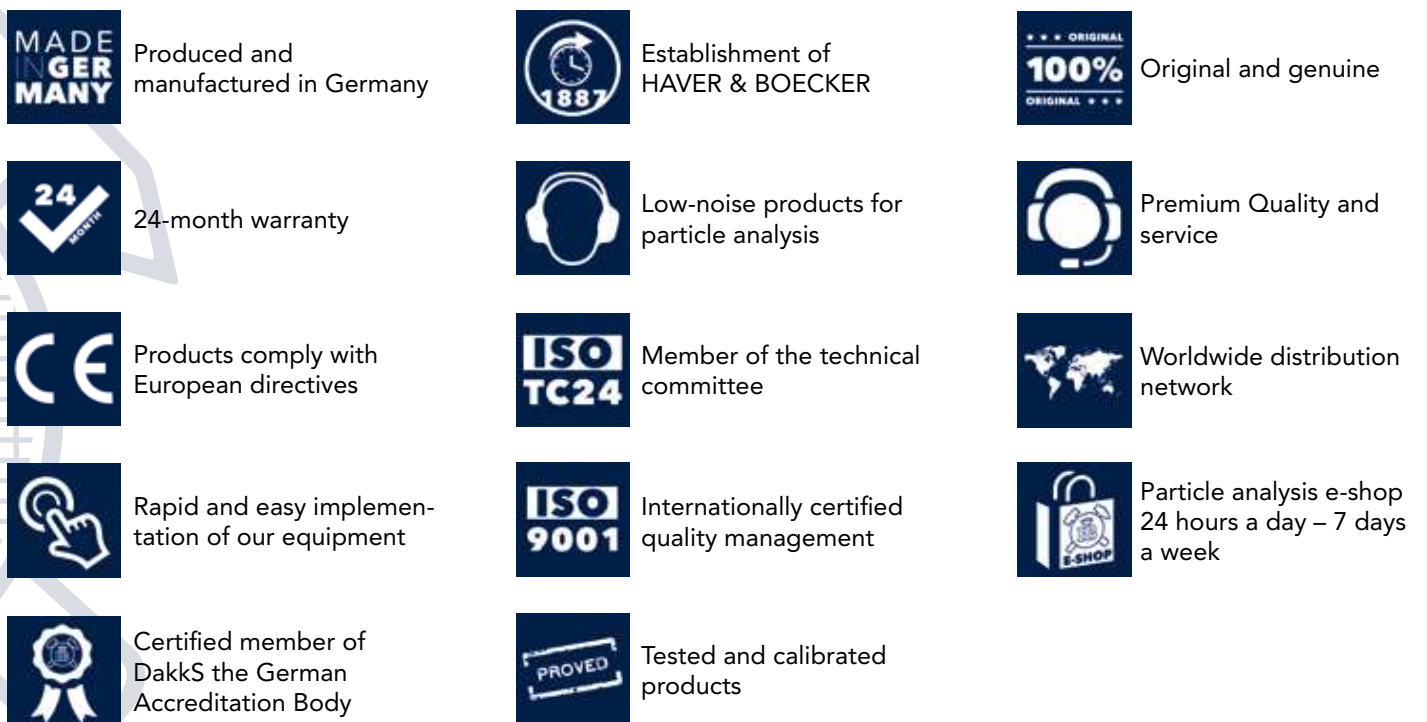 MADE
IN GER
MANY
Produced and
manufactured in Germany
24
MONTH
24-month warranty
CE
Products comply with
European directives
Rapid and easy implemen-
tation of our equipment
Certified member of
DakkS the German
Accreditation Body
1887
Establishment of
HAVER & BOECKER
Low-noise products for
particle analysis
ISO
TC24
Member of the technical
committee
ISO
9001
Internationally certified
quality management
PROVED
Tested and calibrated
products
ORIGINAL
100%
ORIGINAL
Original and genuine
Premium Quality and
service
Worldwide distribution
network
E-SHOP
Particle analysis e-shop
24 hours a day – 7 days
a week